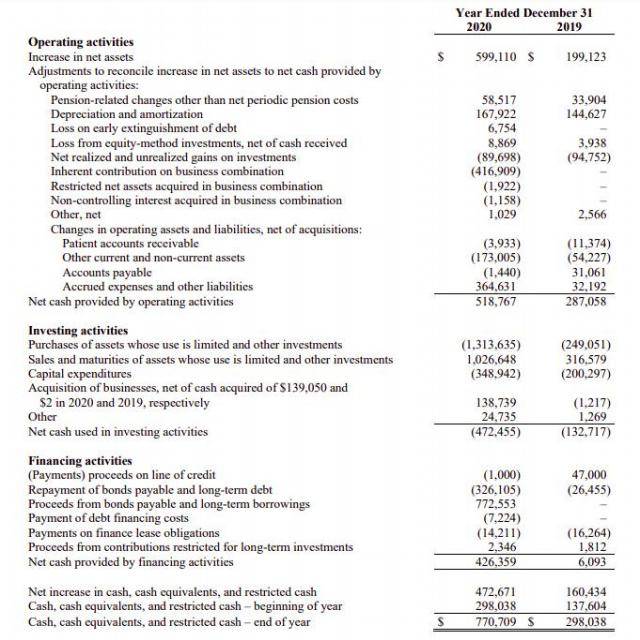 Year Ended December 31
2020 2019
Operating activities
Increase in net assets $ 599,110 $ 199,123
Adjustments to reconcile increase in net assets to net cash provided by
operating activities:
Pension-related changes other than net periodic pension costs 58,517 33,904
Depreciation and amortization 167,922 144,627
Loss on early extinguishment of debt 6,754 –
Loss from equity-method investments, net of cash received 8,869 3,938
Net realized and unrealized gains on investments (89,698) (94,752)
Inherent contribution on business combination (416,909) –
Restricted net assets acquired in business combination (1,922) –
Non-controlling interest acquired in business combination (1,158) –
Other, net 1,029 2,566
Changes in operating assets and liabilities, net of acquisitions:
Patient accounts receivable (3,933) (11,374)
Other current and non-current assets (173,005) (54,227)
Accounts payable (1,440) 31,061
Accrued expenses and other liabilities 364,631 32,192
Net cash provided by operating activities 518,767 287,058
Investing activities
Purchases of assets whose use is limited and other investments (1,313,635) (249,051)
Sales and maturities of assets whose use is limited and other investments 1,026,648 316,579
Capital expenditures (348,942) (200,297)
Acquisition of businesses, net of cash acquired of $139,050 and
$2 in 2020 and 2019, respectively 138,739 (1,217)
Other 24,735 1,269
Net cash used in investing activities (472,455) (132,717)
Financing activities
(Payments) proceeds on line of credit (1,000) 47,000
Repayment of bonds payable and long-term debt (326,105) (26,455)
Proceeds from bonds payable and long-term borrowings 772,553 –
Payment of debt financing costs (7,224) –
Payments on finance lease obligations (14,211) (16,264)
Proceeds from contributions restricted for long-term investments 2,346 1,812
Net cash provided by financing activities 426,359 6,093
Net increase in cash, cash equivalents, and restricted cash 472,671 160,434
Cash, cash equivalents, and restricted cash – beginning of year 298,038 137,604
Cash, cash equivalents, and restricted cash – end of year $ 770,709 $ 298,038